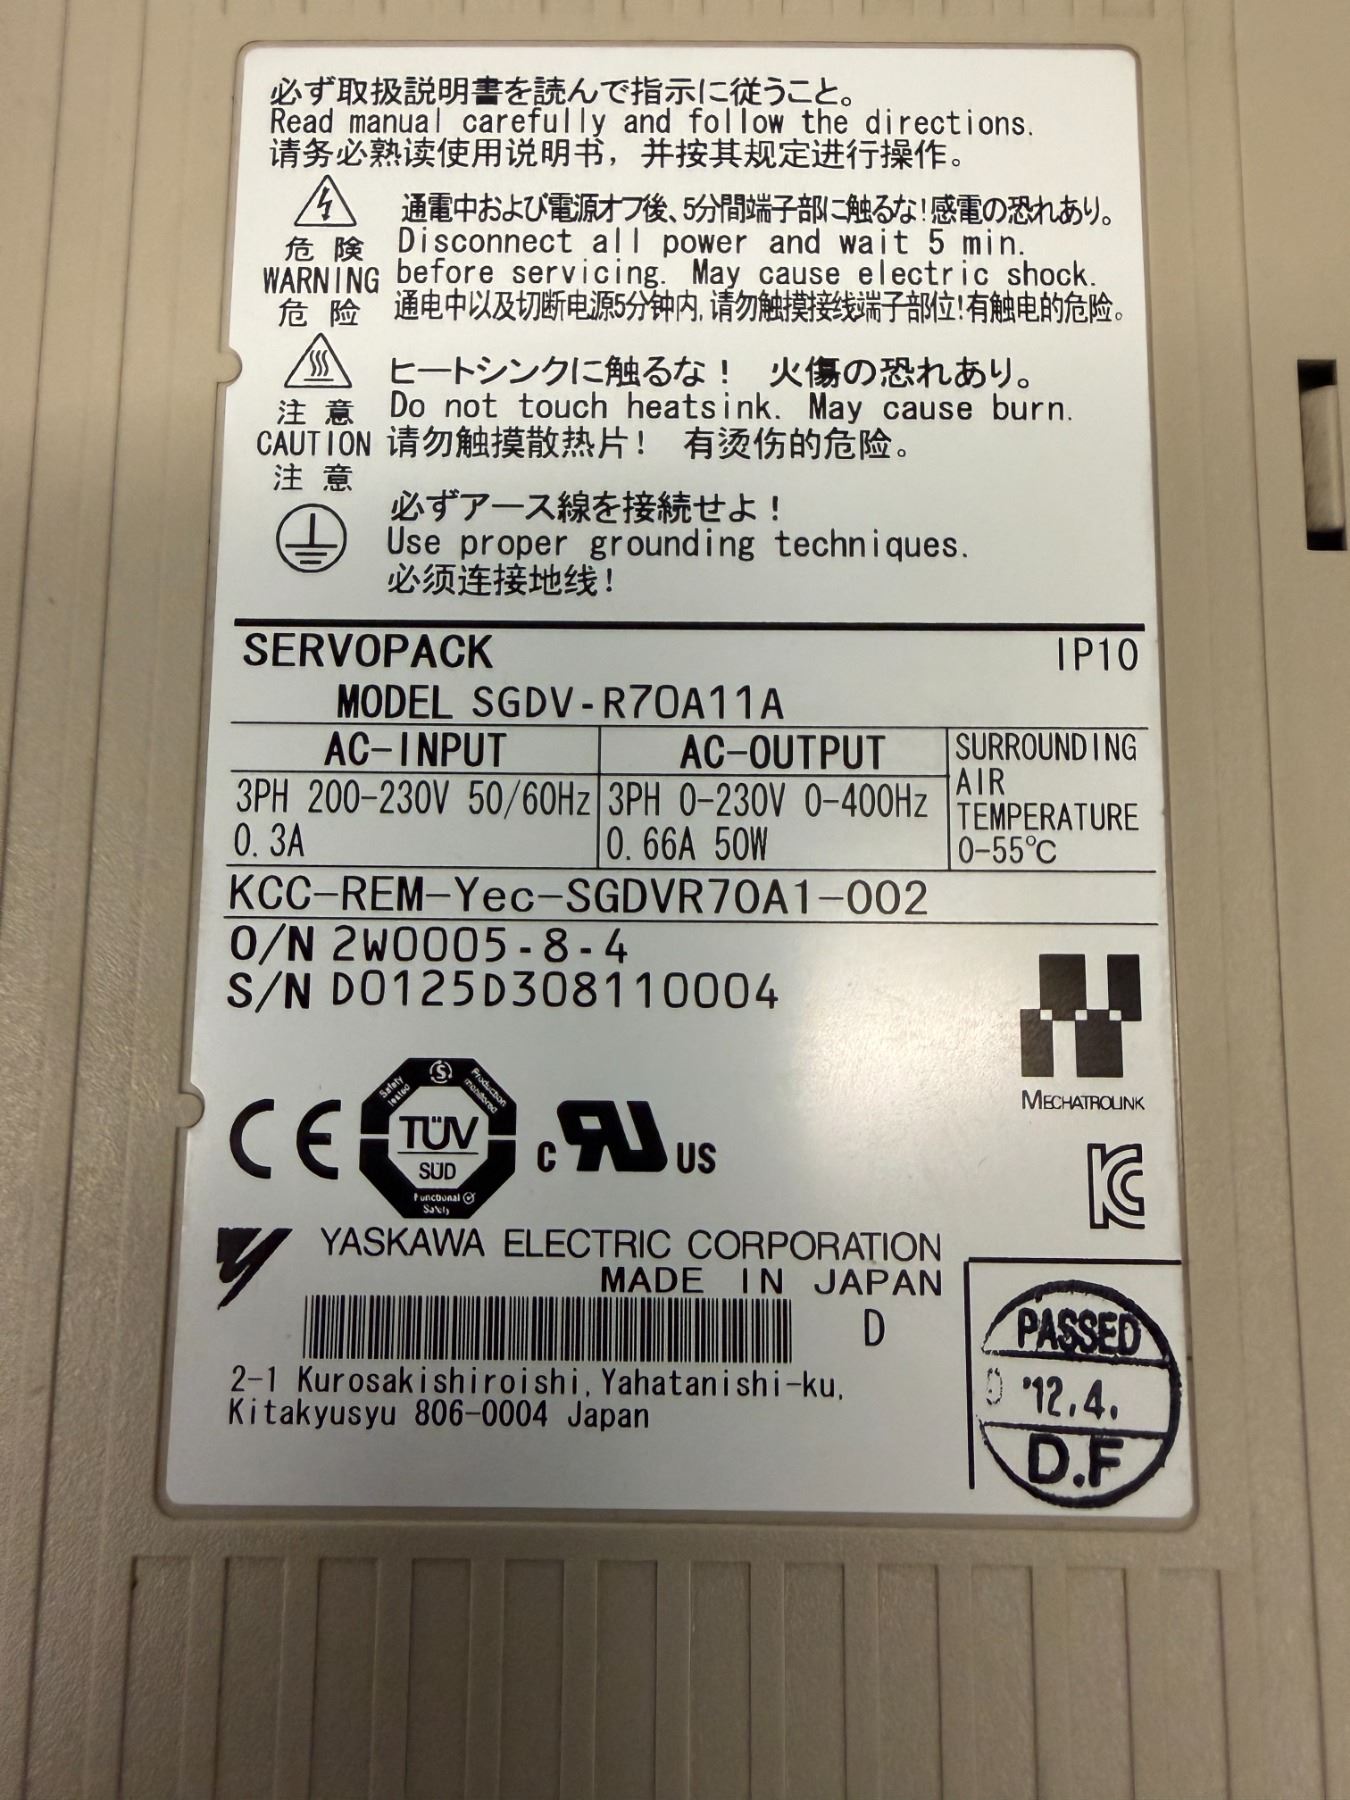 必ず取扱説明書を読んで指示に従うこと。
Read manual carefully and follow the directions.
请务必熟读使用说明书，并按其规定进行操作。
危 険
WARNING
危 险
通電中および電源オフ後、5分間端子部に触るな!感電の恐れあり。
Disconnect all power and wait 5 min.
before servicing. May cause electric shock.
通电中以及切断电源5分钟内,请勿触摸接线端子部位!有触电的危险。
注 意
CAUTION
注 意
ヒートシンクに触るな! 火傷の恐れあり。
Do not touch heatsink. May cause burn.
请勿触摸散热片! 有烫伤的危险。
必ずアース線を接続せよ!
Use proper grounding techniques.
必须连接地线!
SERVOPACK IP10
MODEL SGDV-R70A11A
AC-INPUT
3PH 200-230V 50/60Hz
0.3A
AC-OUTPUT
3PH 0-230V 0-400Hz
0.66A 50W
SURROUNDING
AIR
TEMPERATURE
0-55℃
KCC-REM-Yec-SGDVR70A1-002
O/N 2W0005-8-4
S/N D0125D308110004
MECHATROLINK
CE
Safety tested
S
Production monitored
TÜV
SÜD
Functional
Safety
c RU US
KC
YASKAWA ELECTRIC CORPORATION
MADE IN JAPAN
D
2-1 Kurosakishiroishi, Yahatanishi-ku,
Kitakyusyu 806-0004 Japan
PASSED
'12.4.
D.F